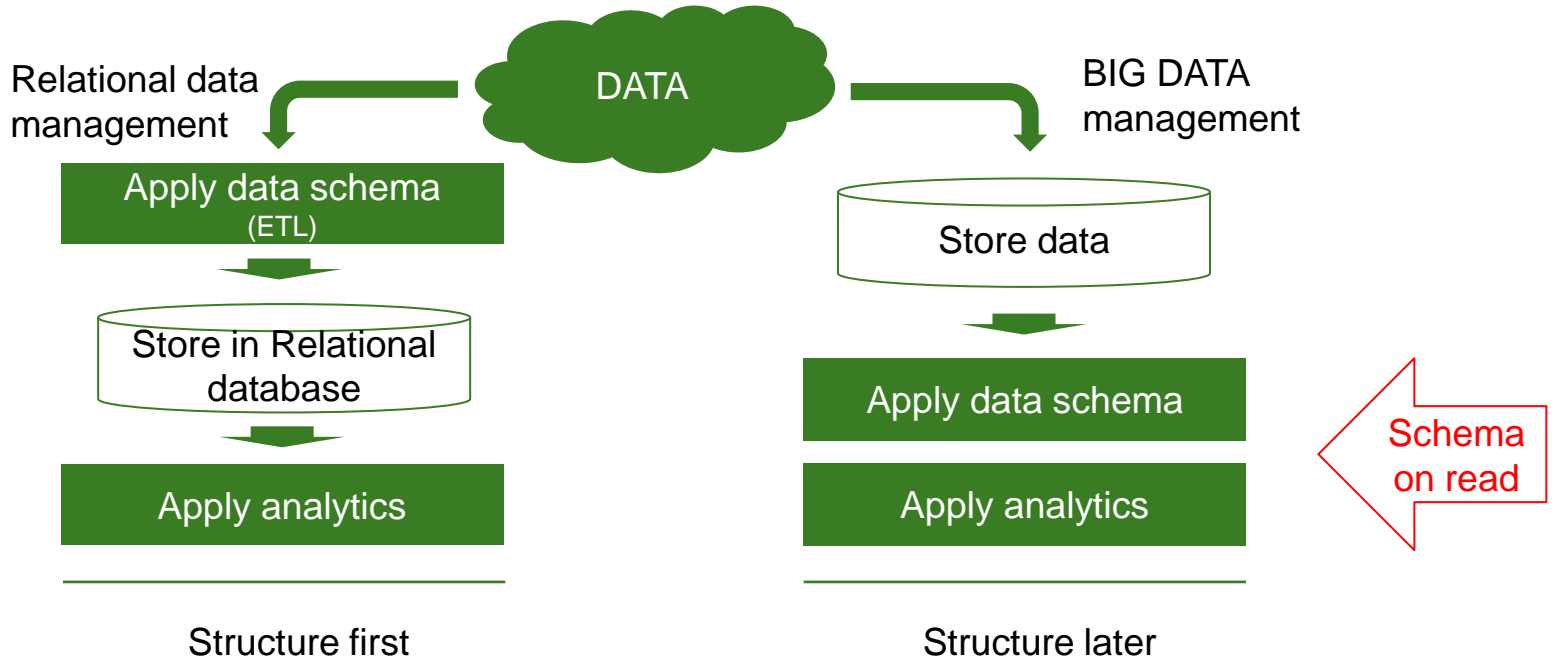 DATA
Relational data
management
Apply data schema
(ETL)
Store in Relational
database
Apply analytics
Structure first
BIG DATA
management
Store data
Apply data schema
Apply analytics
Structure later
Schema
on read